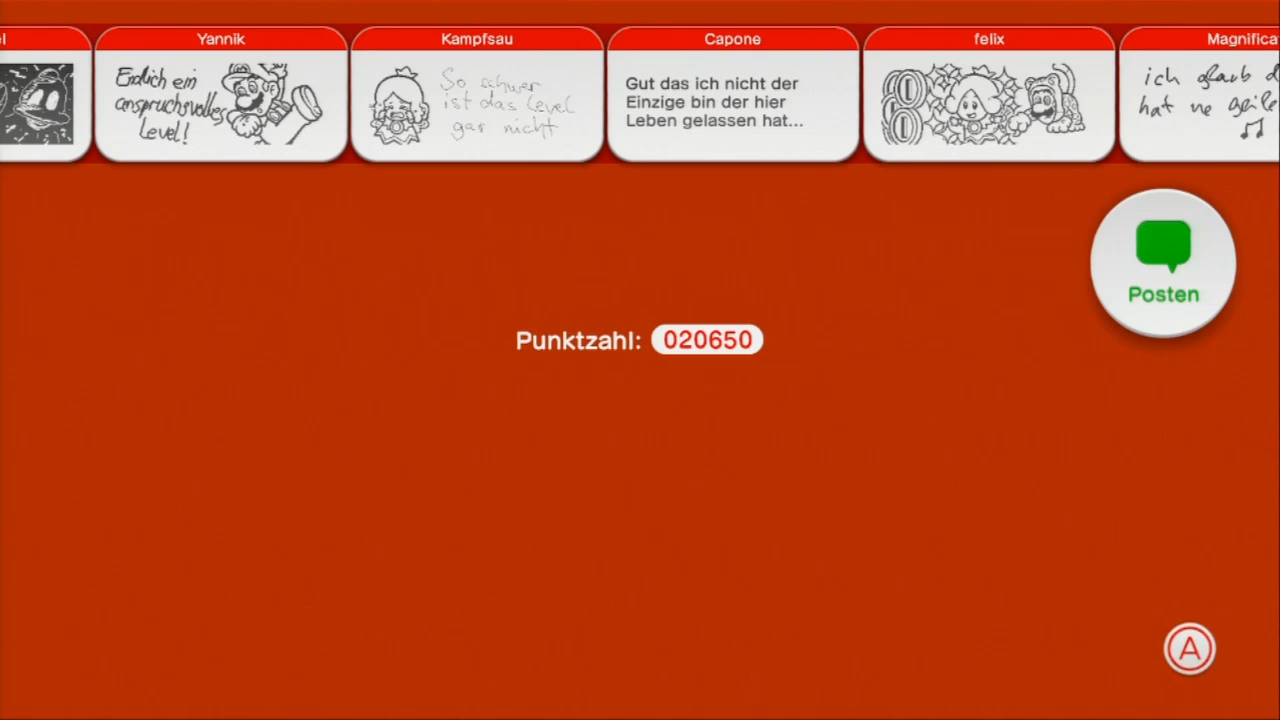 Yannik
Endlich ein
anspruchsvolles
Level!
Kampfsau
So schwer
ist das Level
gar nicht
Capone
Gut das ich nicht der
Einzige bin der hier
Leben gelassen hat...
felix
Magnifica
ich glaub
hat ne geile
Posten
Punktzahl: 020650
A